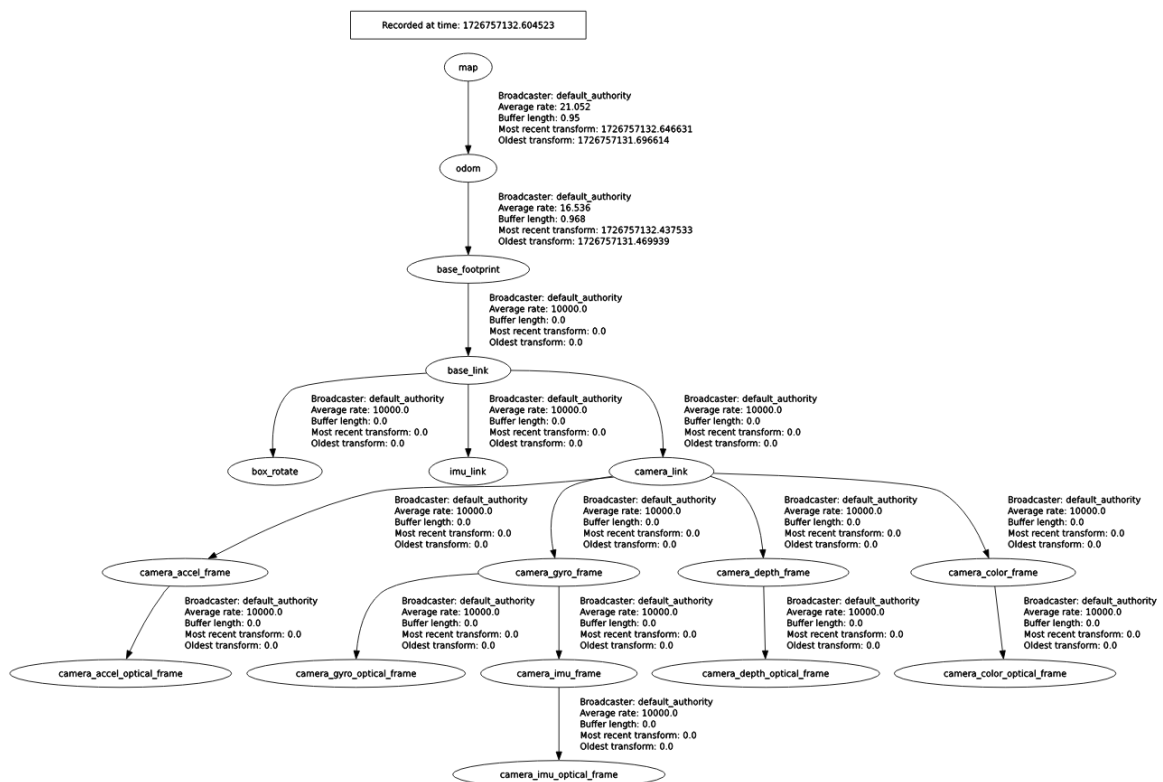 Recorded at time: 1726757132.604523
map
Broadcaster: default_authority
Average rate: 21.052
Buffer length: 0.95
Most recent transform: 1726757132.646631
Oldest transform: 1726757131.696614
odom
Broadcaster: default_authority
Average rate: 16.536
Buffer length: 0.968
Most recent transform: 1726757132.437533
Oldest transform: 1726757131.469939
base_footprint
Broadcaster: default_authority
Average rate: 10000.0
Buffer length: 0.0
Most recent transform: 0.0
Oldest transform: 0.0
base_link
Broadcaster: default_authority
Average rate: 10000.0
Buffer length: 0.0
Most recent transform: 0.0
Oldest transform: 0.0
Broadcaster: default_authority
Average rate: 10000.0
Buffer length: 0.0
Most recent transform: 0.0
Oldest transform: 0.0
Broadcaster: default_authority
Average rate: 10000.0
Buffer length: 0.0
Most recent transform: 0.0
Oldest transform: 0.0
box_rotate
imu_link
camera_link
Broadcaster: default_authority
Average rate: 10000.0
Buffer length: 0.0
Most recent transform: 0.0
Oldest transform: 0.0
Broadcaster: default_authority
Average rate: 10000.0
Buffer length: 0.0
Most recent transform: 0.0
Oldest transform: 0.0
Broadcaster: default_authority
Average rate: 10000.0
Buffer length: 0.0
Most recent transform: 0.0
Oldest transform: 0.0
Broadcaster: default_authority
Average rate: 10000.0
Buffer length: 0.0
Most recent transform: 0.0
Oldest transform: 0.0
camera_accel_frame
camera_gyro_frame
camera_depth_frame
camera_color_frame
Broadcaster: default_authority
Average rate: 10000.0
Buffer length: 0.0
Most recent transform: 0.0
Oldest transform: 0.0
Broadcaster: default_authority
Average rate: 10000.0
Buffer length: 0.0
Most recent transform: 0.0
Oldest transform: 0.0
Broadcaster: default_authority
Average rate: 10000.0
Buffer length: 0.0
Most recent transform: 0.0
Oldest transform: 0.0
Broadcaster: default_authority
Average rate: 10000.0
Buffer length: 0.0
Most recent transform: 0.0
Oldest transform: 0.0
Broadcaster: default_authority
Average rate: 10000.0
Buffer length: 0.0
Most recent transform: 0.0
Oldest transform: 0.0
camera_accel_optical_frame
camera_gyro_optical_frame
camera_imu_frame
camera_depth_optical_frame
camera_color_optical_frame
Broadcaster: default_authority
Average rate: 10000.0
Buffer length: 0.0
Most recent transform: 0.0
Oldest transform: 0.0
camera_imu_optical_frame